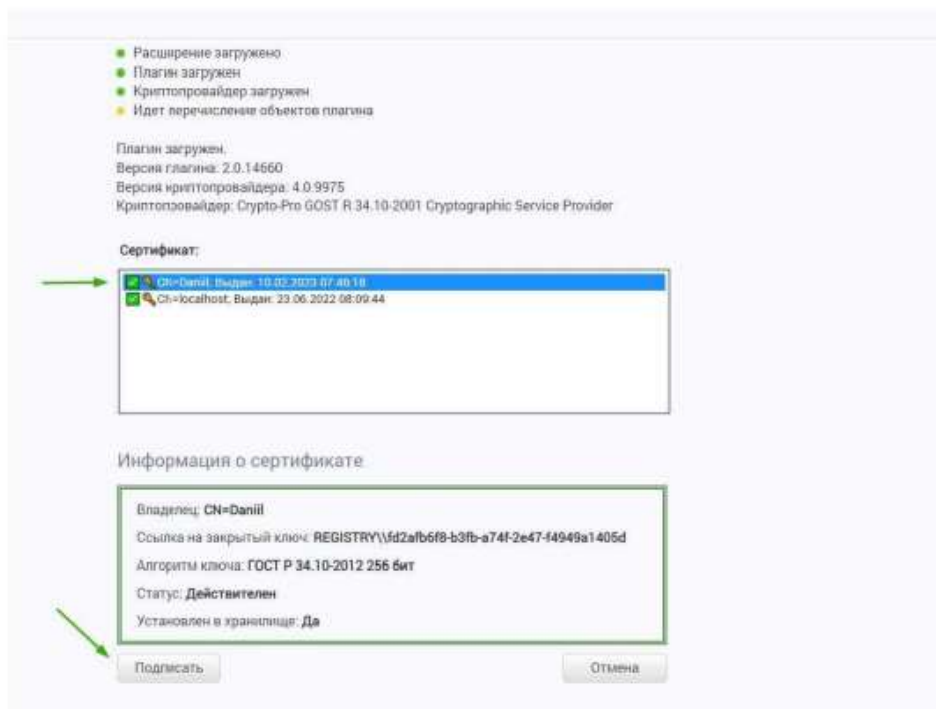 Расширение загружено
Плагин загружен
Криптопровайдер загружен
Идет перечисление объектов плагина
Плагин загружен.
Версия плагина: 2.0.14660
Версия криптопровайдера: 4.0.9975
Криптопровайдер: Crypto-Pro GOST R 34.10-2001 Cryptographic Service Provider
Сертификат:
CN=Daniil; Выдан: 10.02.2023 07:40:18
CN=localhost; Выдан: 23.06.2022 08:09:44
Информация о сертификате
Владелец: CN=Daniil
Ссылка на закрытый ключ: REGISTRY\\fd2afb6f8-b3fb-a74f-2e47-f4949a1405d
Алгоритм ключа: ГОСТ Р 34.10-2012 256 бит
Статус: Действителен
Установлен в хранилище: Да
Подписать
Отмена